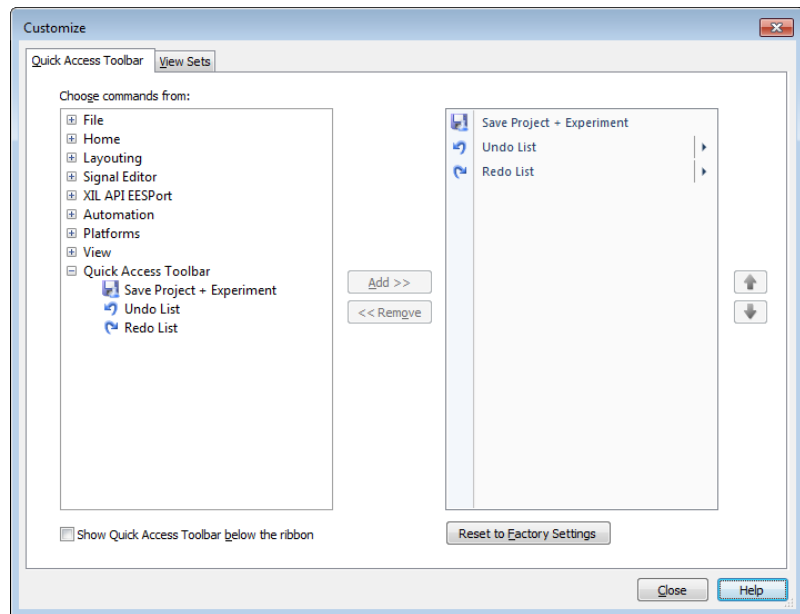 Customize
Quick Access Toolbar
View Sets
Choose commands from:
File
Home
Layouting
Signal Editor
XIL API EESPort
Automation
Platforms
View
Quick Access Toolbar
Save Project + Experiment
Undo List
Redo List
Add >>
<< Remove
Save Project + Experiment
Undo List
Redo List
Show Quick Access Toolbar below the ribbon
Reset to Factory Settings
Close
Help